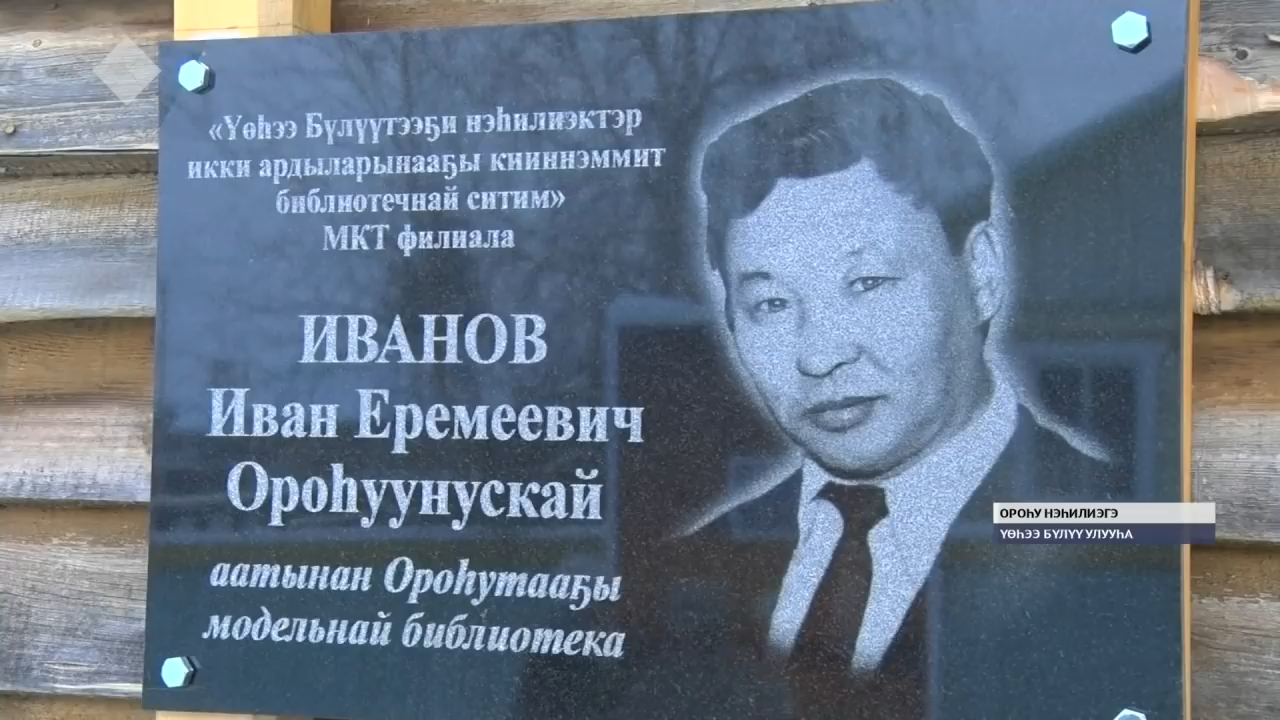 «Үөһээ Бүлүүтээҕи нэһилиэктэр
икки ардыларынааҕы кииннэммит
библиотечнай ситим»
МКТ филиала
ИВАНОВ
Иван Еремеевич
Ороһуунускай
аатынан Ороһутааҕы
модельнай библиотека
ОРОҺУ НЭҺИЛИЭГЭ
ҮӨҺЭЭ БҮЛҮҮ УЛУУҺА